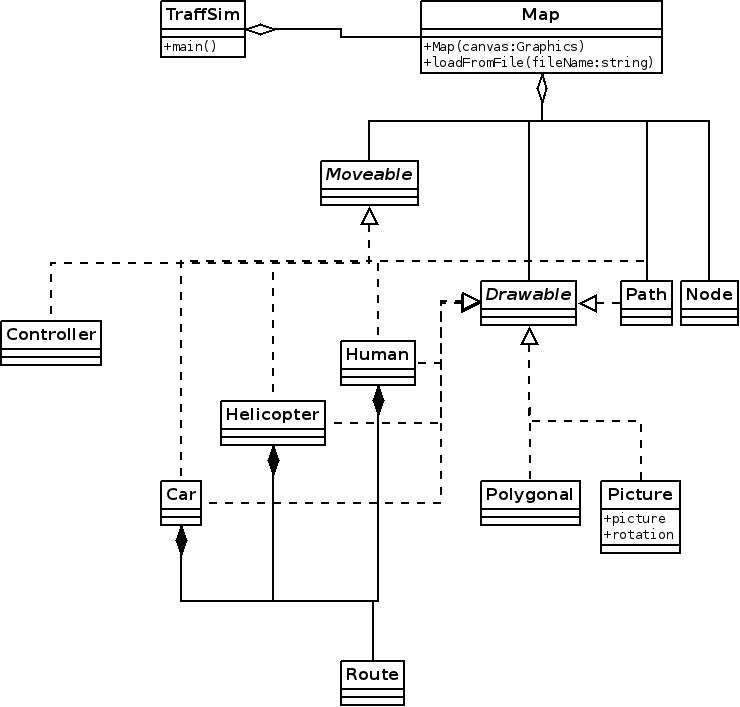 TraffSim
+main()
Map
+Map(canvas:Graphics)
+loadFromFile(fileName:string)
Moveable
Drawable
Path
Node
Controller
Human
Helicopter
Car
Polygonal
Picture
+picture
+rotation
Route